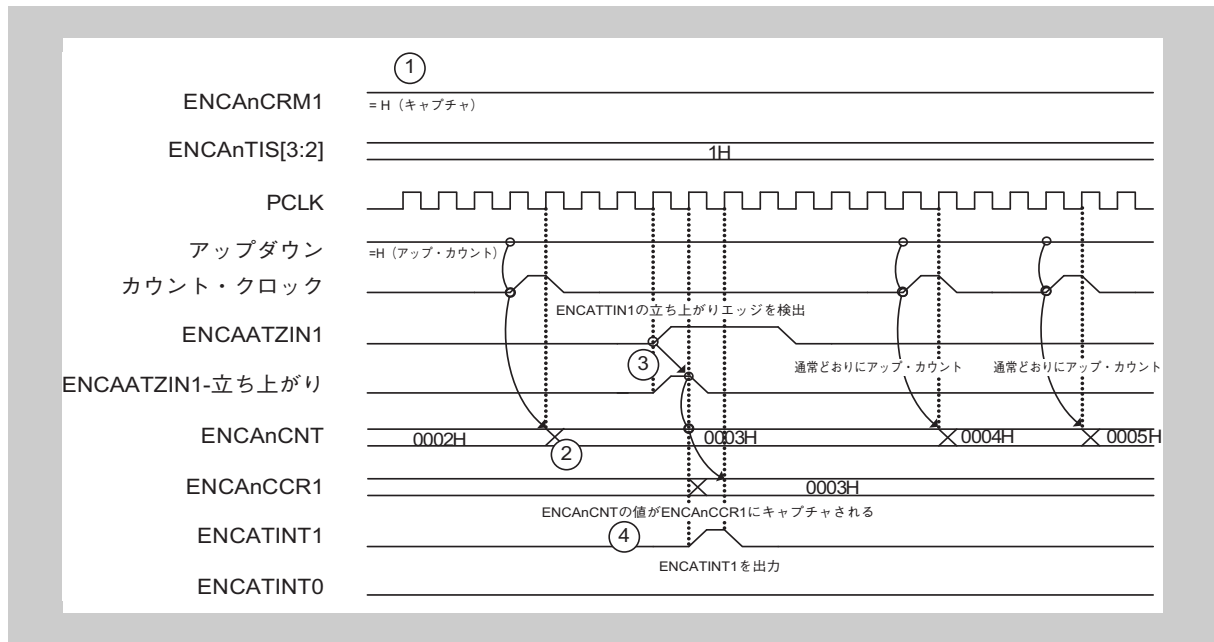 ①
ENCAnCRM1
= H（キャプチャ）
ENCAnTIS[3:2]
1H
PCLK
アップダウン
=H（アップ・カウント）
カウント・クロック
ENCATTIN1の立ち上がりエッジを検出
ENCAATZIN1
③
通常どおりにアップ・カウント
通常どおりにアップ・カウント
ENCAATZIN1-立ち上がり
ENCAnCNT
0002H
②
0003H
0004H
0005H
ENCAnCCR1
0003H
ENCAnCNTの値がENCAnCCR1にキャプチャされる
ENCATINT1
④
ENCATINT1を出力
ENCATINT0